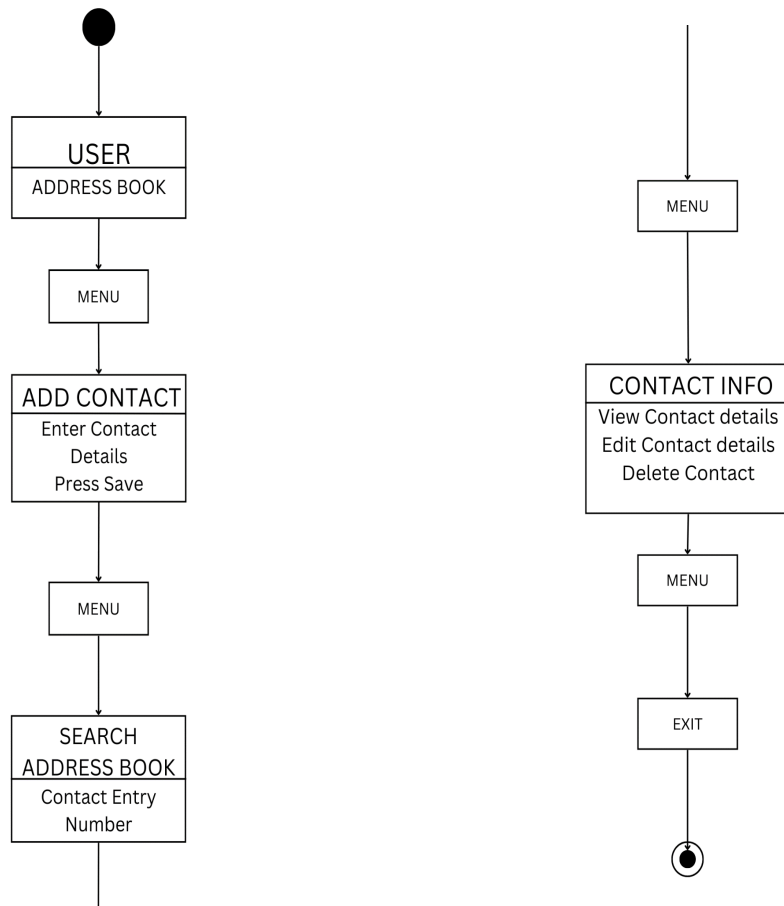 USER
ADDRESS BOOK
MENU
ADD CONTACT
Enter Contact
Details
Press Save
MENU
SEARCH
ADDRESS BOOK
Contact Entry
Number
MENU
CONTACT INFO
View Contact details
Edit Contact details
Delete Contact
MENU
EXIT